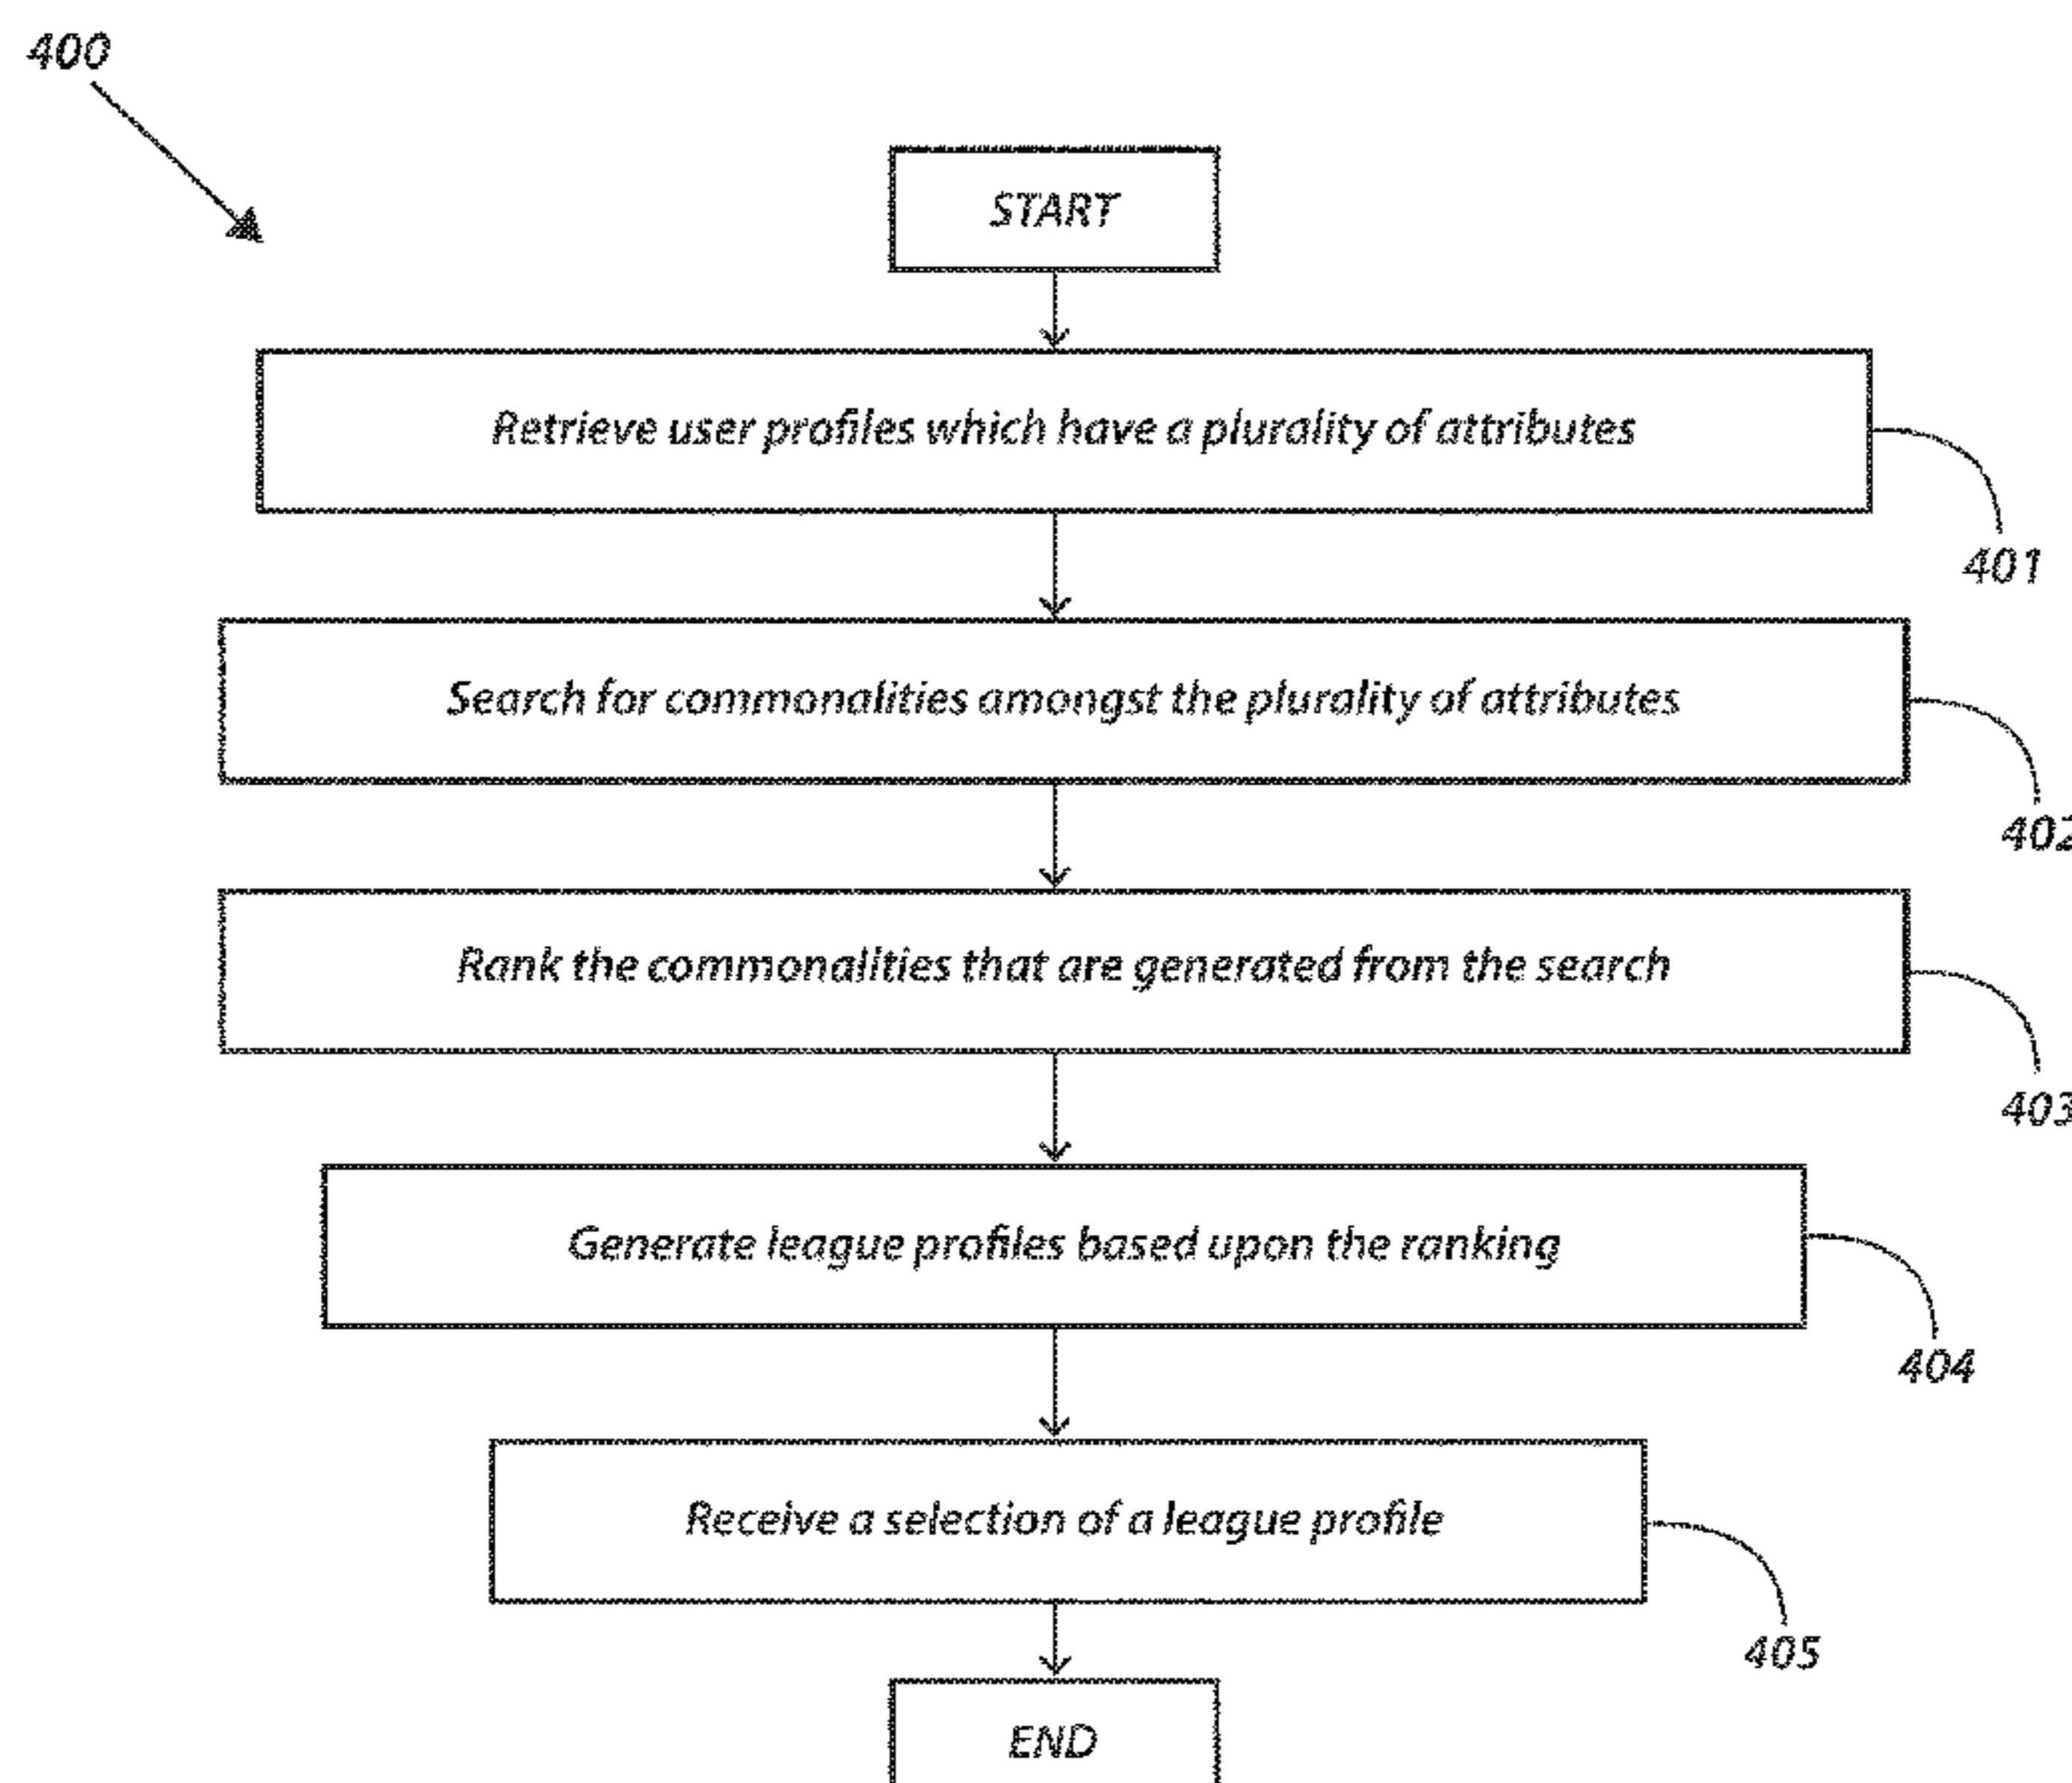 400
START
Retrieve user profiles which have a plurality of attributes
401
Search for commonalities amongst the plurality of attributes
402
Rank the commonalities that are generated from the search
403
Generate league profiles based upon the ranking
404
Receive a selection of a league profile
405
END